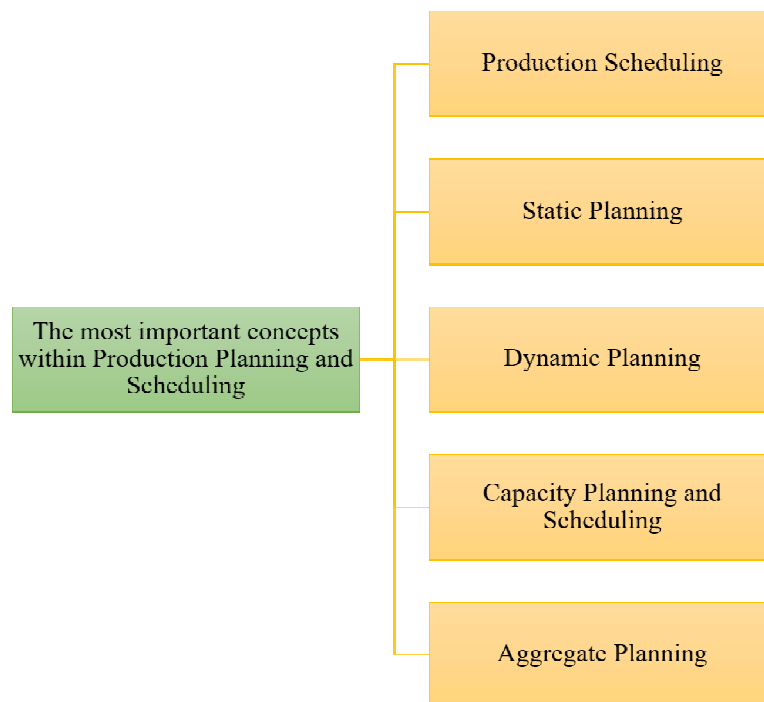 Production Scheduling
Static Planning
The most important concepts
within Production Planning and
Scheduling
Dynamic Planning
Capacity Planning and
Scheduling
Aggregate Planning